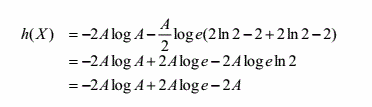 h(X) = −2A log A − A/2 log e(2 ln 2 − 2 + 2 ln 2 − 2)
= −2A log A + 2A log e − 2A log e ln 2
= −2A log A + 2A log e − 2A